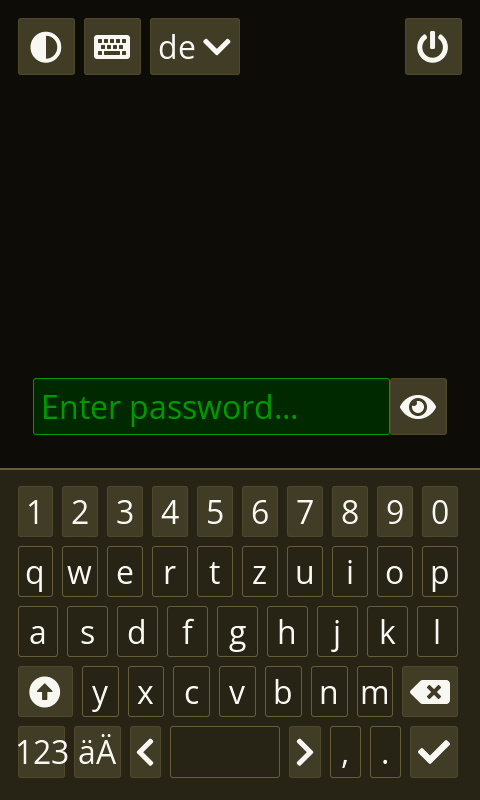 de
Enter password...
1 2 3 4 5 6 7 8 9 0
q w e r t z u i o p
a s d f g h j k l
y x c v b n m
123 äÄ , .